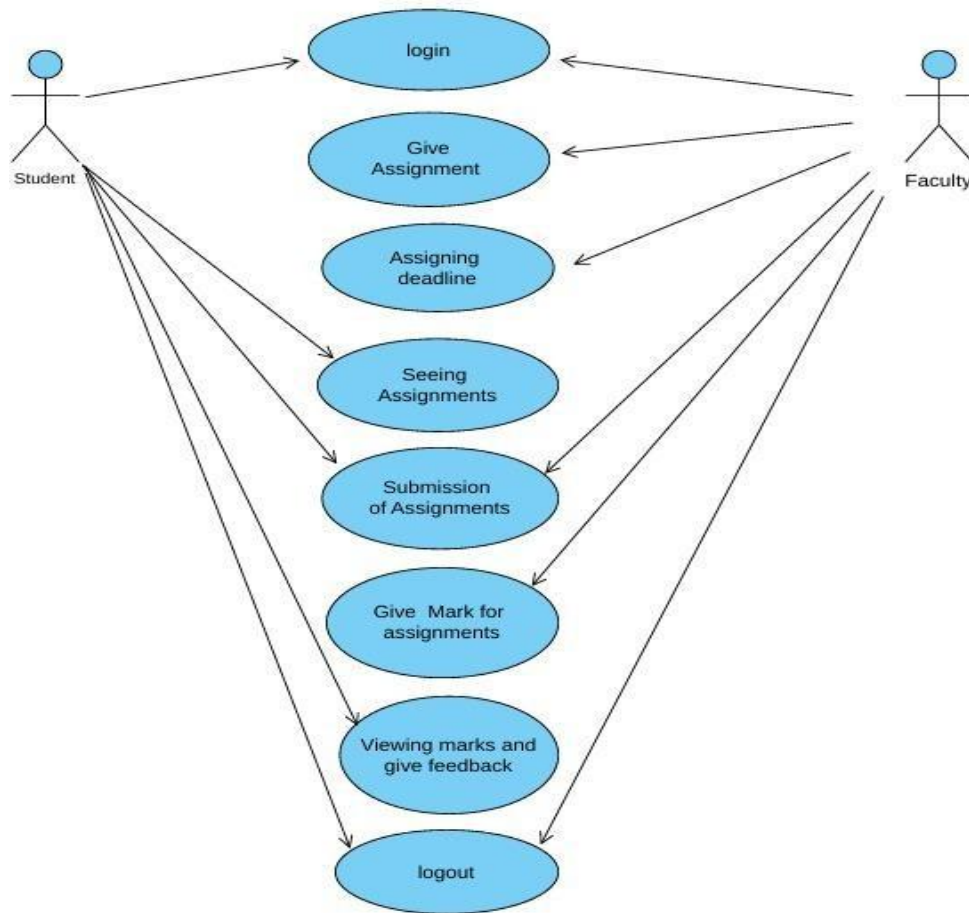 login
Give
Assignment
Student
Faculty
Assigning
deadline
Seeing
Assignments
Submission
of Assignments
Give Mark for
assignments
Viewing marks and
give feedback
logout